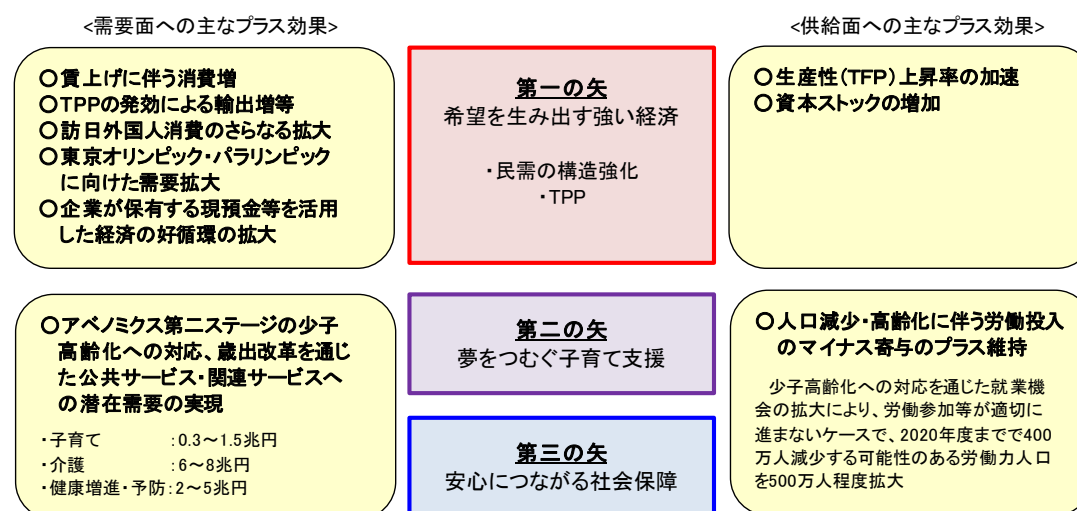 <需要面への主なプラス効果>
<供給面への主なプラス効果>
○賃上げに伴う消費増
○TPPの発効による輸出増等
○訪日外国人消費のさらなる拡大
○東京オリンピック・パラリンピック
に向けた需要拡大
○企業が保有する現預金等を活用
した経済の好循環の拡大
第一の矢
希望を生み出す強い経済
・民需の構造強化
・TPP
○生産性(TFP)上昇率の加速
○資本ストックの増加
○アベノミクス第二ステージの少子
高齢化への対応、歳出改革を通じ
た公共サービス・関連サービスへ
の潜在需要の実現
・子育て :0.3~1.5兆円
・介護 :6~8兆円
・健康増進・予防:2~5兆円
第二の矢
夢をつむぐ子育て支援
第三の矢
安心につながる社会保障
○人口減少・高齢化に伴う労働投入
のマイナス寄与のプラス維持
少子高齢化への対応を通じた就業機
会の拡大により、労働参加等が適切に
進まないケースで、2020年度までで400
万人減少する可能性のある労働力人口
を500万人程度拡大